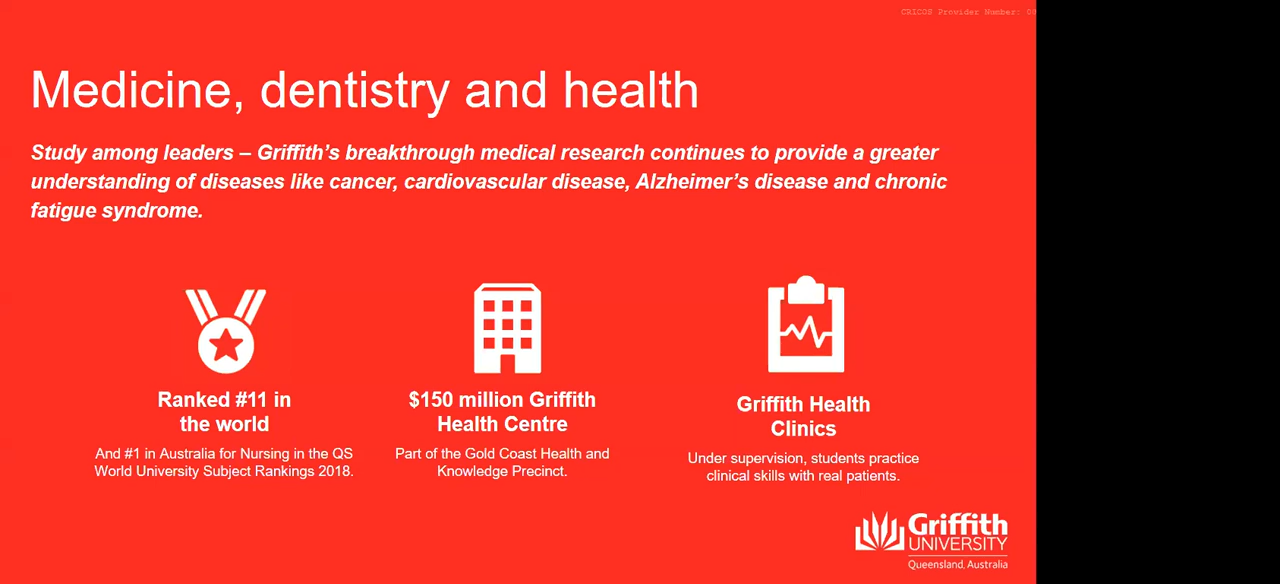 CRICOS Provider Number: 00
Medicine, dentistry and health
Study among leaders – Griffith's breakthrough medical research continues to provide a greater
understanding of diseases like cancer, cardiovascular disease, Alzheimer's disease and chronic
fatigue syndrome.
Ranked #11 in
the world
And #1 in Australia for Nursing in the QS
World University Subject Rankings 2018.
$150 million Griffith
Health Centre
Part of the Gold Coast Health and
Knowledge Precinct.
Griffith Health
Clinics
Under supervision, students practice
clinical skills with real patients.
Griffith
UNIVERSITY
Queensland, Australia